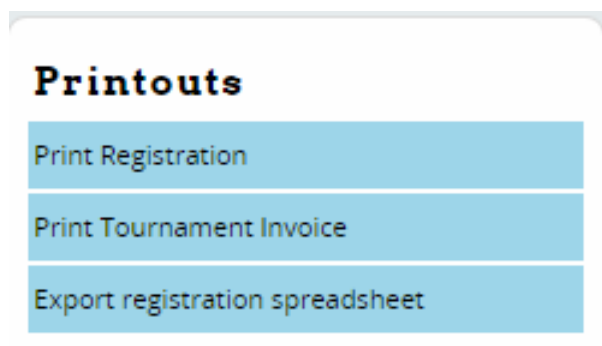 Printouts
Print Registration
Print Tournament Invoice
Export registration spreadsheet